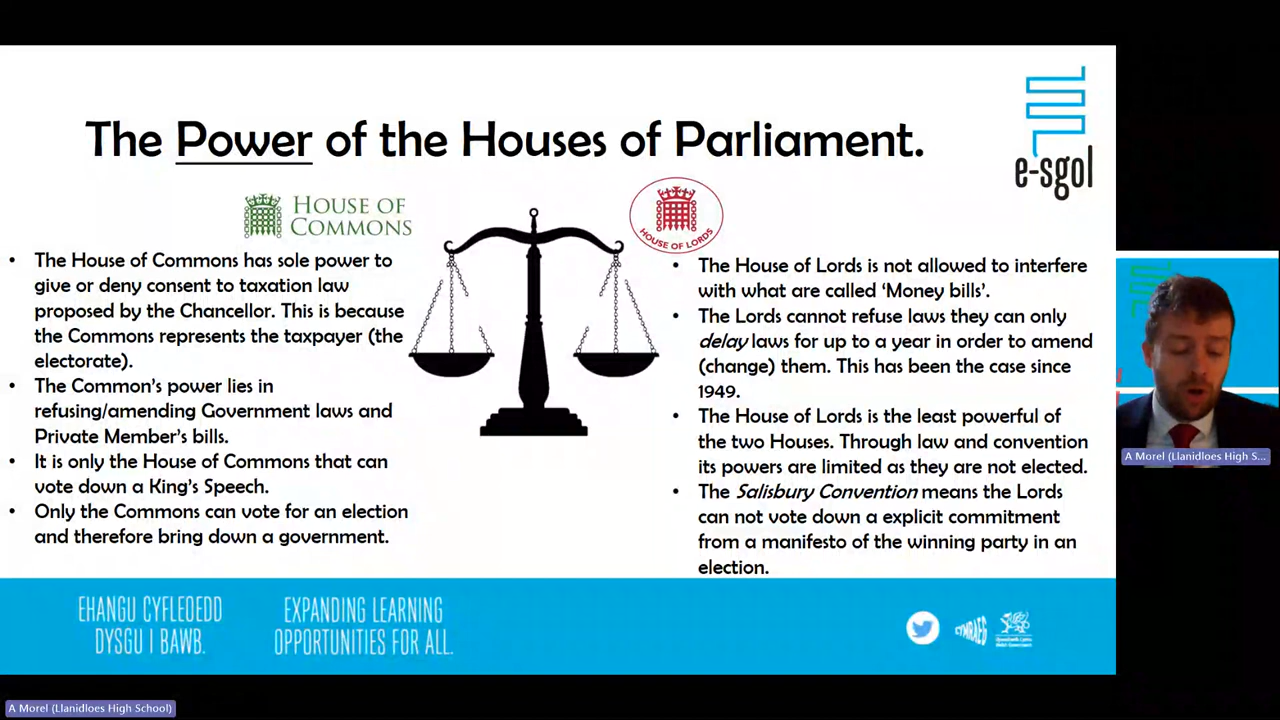 The Power of the Houses of Parliament.
e-sgol
HOUSE OF
COMMONS
HOUSE OF LORDS
• The House of Commons has sole power to
give or deny consent to taxation law
proposed by the Chancellor. This is because
the Commons represents the taxpayer (the
electorate).
• The Common's power lies in
refusing/amending Government laws and
Private Member's bills.
• It is only the House of Commons that can
vote down a King's Speech.
• Only the Commons can vote for an election
and therefore bring down a government.
• The House of Lords is not allowed to interfere
with what are called 'Money bills'.
• The Lords cannot refuse laws they can only
delay laws for up to a year in order to amend
(change) them. This has been the case since
1949.
• The House of Lords is the least powerful of
the two Houses. Through law and convention
its powers are limited as they are not elected.
• The Salisbury Convention means the Lords
can not vote down a explicit commitment
from a manifesto of the winning party in an
election.
A Morel (Llanidloes High S...
EHANGU CYFLEOEDD
DYSGU I BAWB.
EXPANDING LEARNING
OPPORTUNITIES FOR ALL.
CYMRAEG
A Morel (Llanidloes High School)